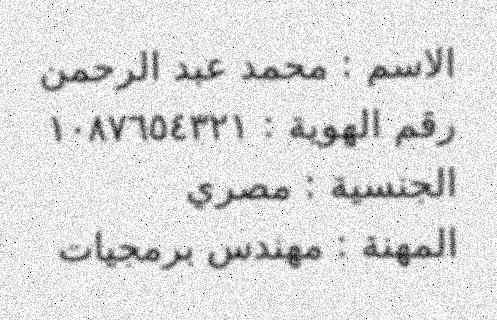 الاسم : محمد عبد الرحمن
رقم الهوية : ١٠٨٧٦٥٤٣٢١
الجنسية : مصري
المهنة : مهندس برمجيات